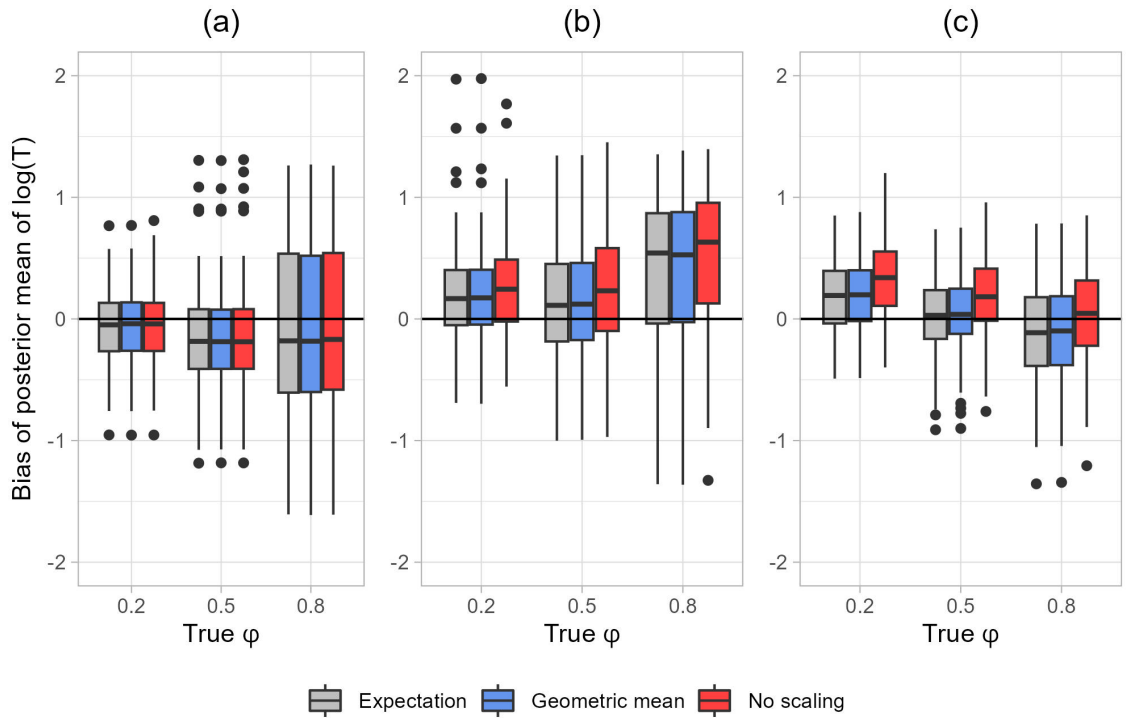 (a) (b) (c)
Bias of posterior mean of log(T)
2 2 2
1 1 1
0 0 0
-1 -1 -1
-2 -2 -2
0.2 0.5 0.8 0.2 0.5 0.8 0.2 0.5 0.8
True φ True φ True φ
Expectation Geometric mean No scaling